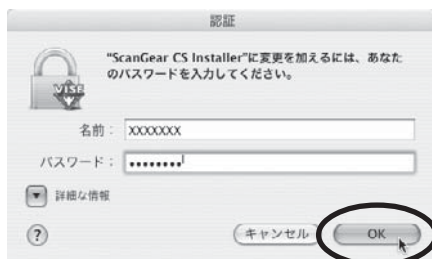 認証
VISE
"ScanGear CS Installer"に変更を加えるには、あなた
のパスワードを入力してください。
名前： XXXXXXX
パスワード： ••••••••
詳細な情報
?
キャンセル OK